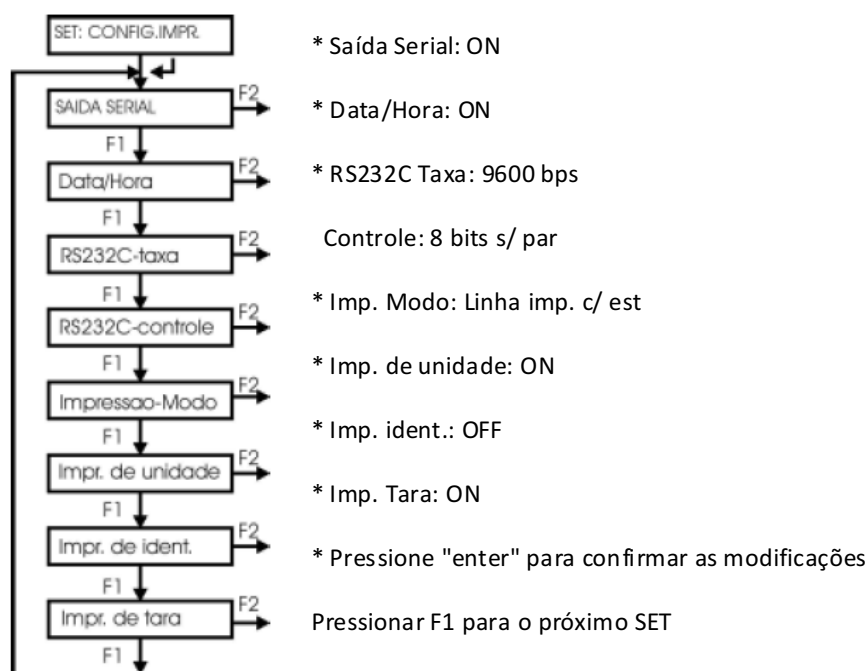 SET: CONFIG.IMPR.
SAIDA SERIAL
F2
F1
Data/Hora
F2
F1
RS232C-taxa
F2
F1
RS232C-controle
F2
F1
Impressao-Modo
F2
F1
Impr. de unidade
F2
F1
Impr. de ident.
F2
F1
Impr. de tara
F2
F1
* Saída Serial: ON
* Data/Hora: ON
* RS232C Taxa: 9600 bps
Controle: 8 bits s/ par
* Imp. Modo: Linha imp. c/ est
* Imp. de unidade: ON
* Imp. ident.: OFF
* Imp. Tara: ON
* Pressione "enter" para confirmar as modificações
Pressionar F1 para o próximo SET